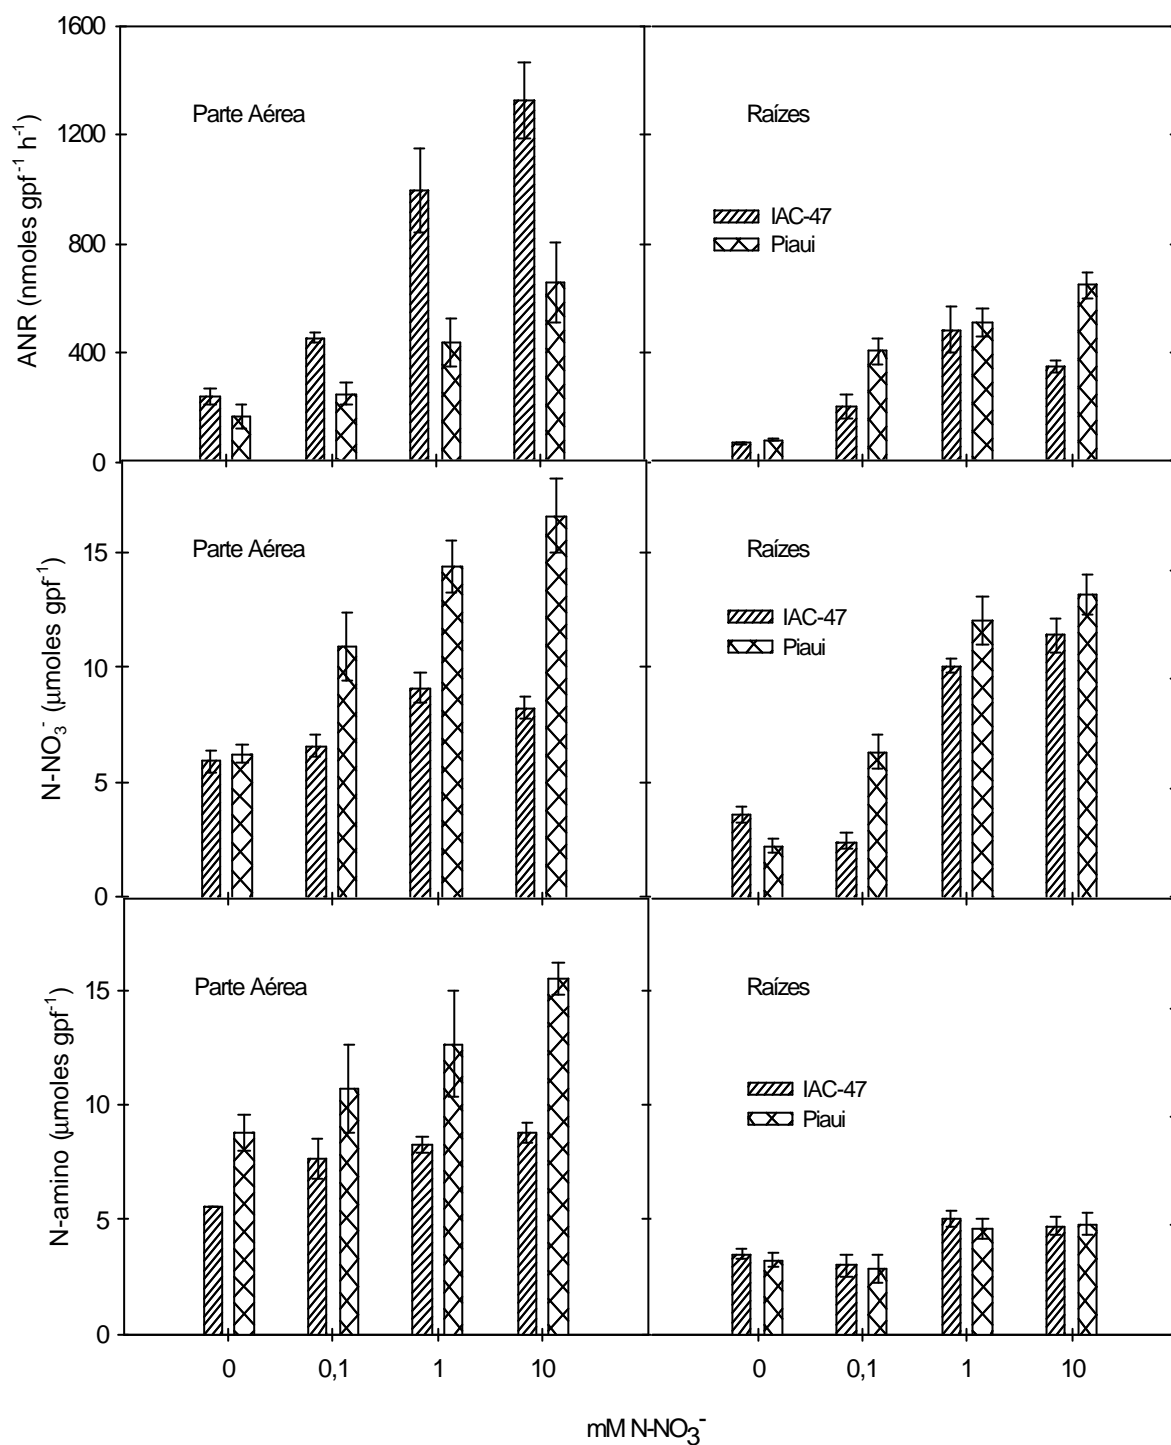 1600
1200
800
400
0
ANR (nmoles gpf⁻¹ h⁻¹)
Parte Aérea
Raízes
IAC-47
Piaui
15
10
5
0
N-NO₃⁻ (μmoles gpf⁻¹)
Parte Aérea
Raízes
IAC-47
Piaui
15
10
5
0
N-amino (μmoles gpf⁻¹)
Parte Aérea
Raízes
IAC-47
Piaui
0 0,1 1 10 0 0,1 1 10
mM N-NO₃⁻